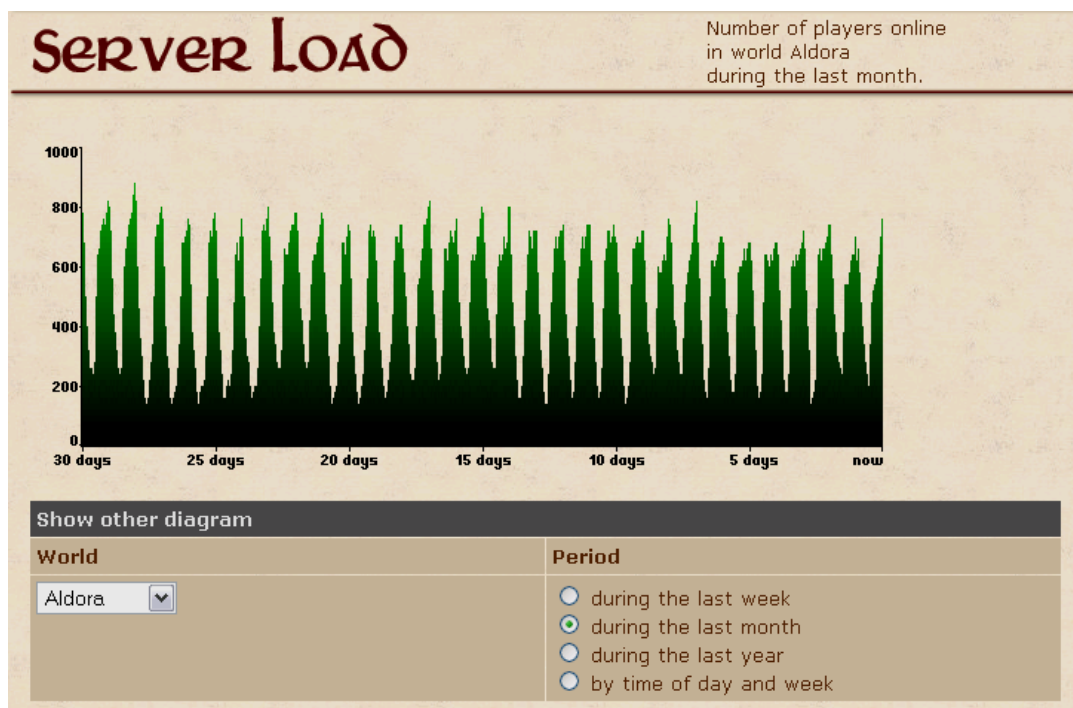 Server Load
Number of players online
in world Aldora
during the last month.
1000
800
600
400
200
0
30 days 25 days 20 days 15 days 10 days 5 days now
Show other diagram
World Period
Aldora
during the last week
during the last month
during the last year
by time of day and week